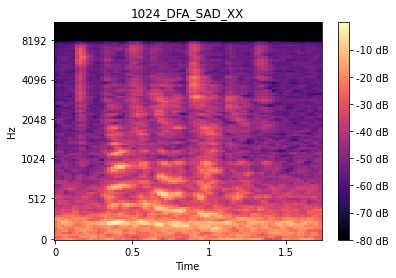 1024_DFA_SAD_XX
8192
4096
2048
1024
512
0
Hz
0
0.5
1
1.5
Time
-10 dB
-20 dB
-30 dB
-40 dB
-50 dB
-60 dB
-70 dB
-80 dB